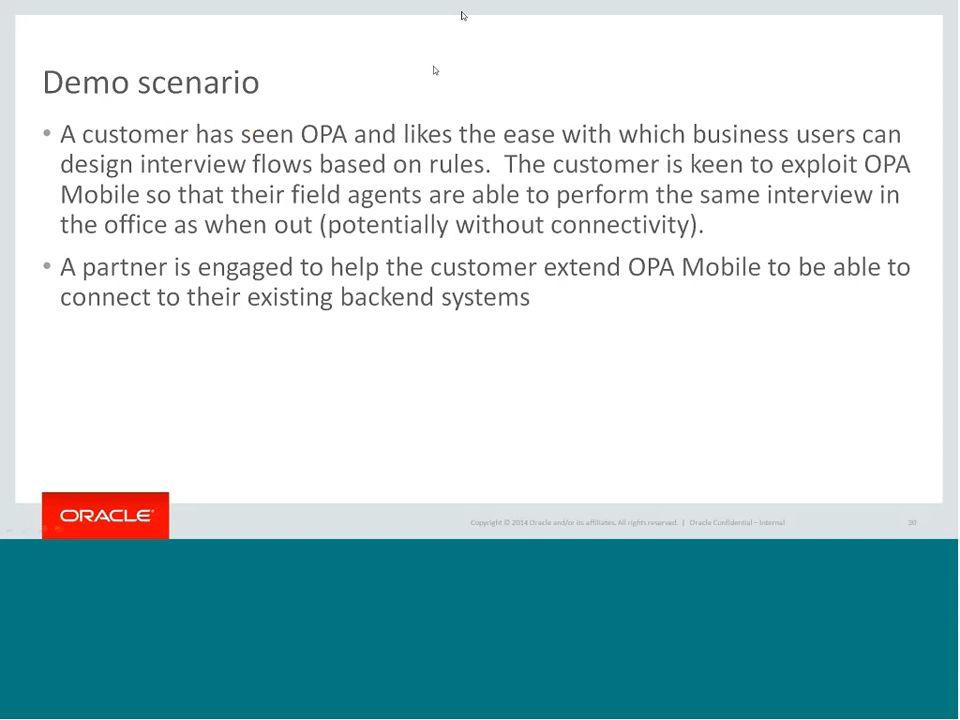 Demo scenario
• A customer has seen OPA and likes the ease with which business users can
design interview flows based on rules.  The customer is keen to exploit OPA
Mobile so that their field agents are able to perform the same interview in
the office as when out (potentially without connectivity).
• A partner is engaged to help the customer extend OPA Mobile to be able to
connect to their existing backend systems
ORACLE
Copyright © 2014 Oracle and/or its affiliates. All rights reserved.  |  Oracle Confidential – Internal